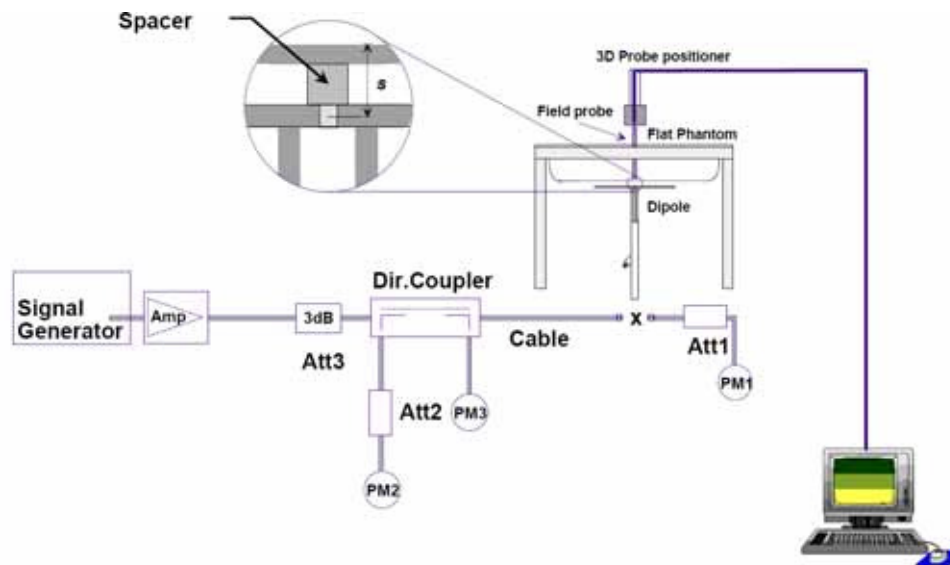 Spacer
s
3D Probe positioner
Field probe
Flat Phantom
Dipole
Signal
Generator
Amp
3dB
Att3
Dir.Coupler
Cable
x
Att1
PM1
Att2
PM3
PM2